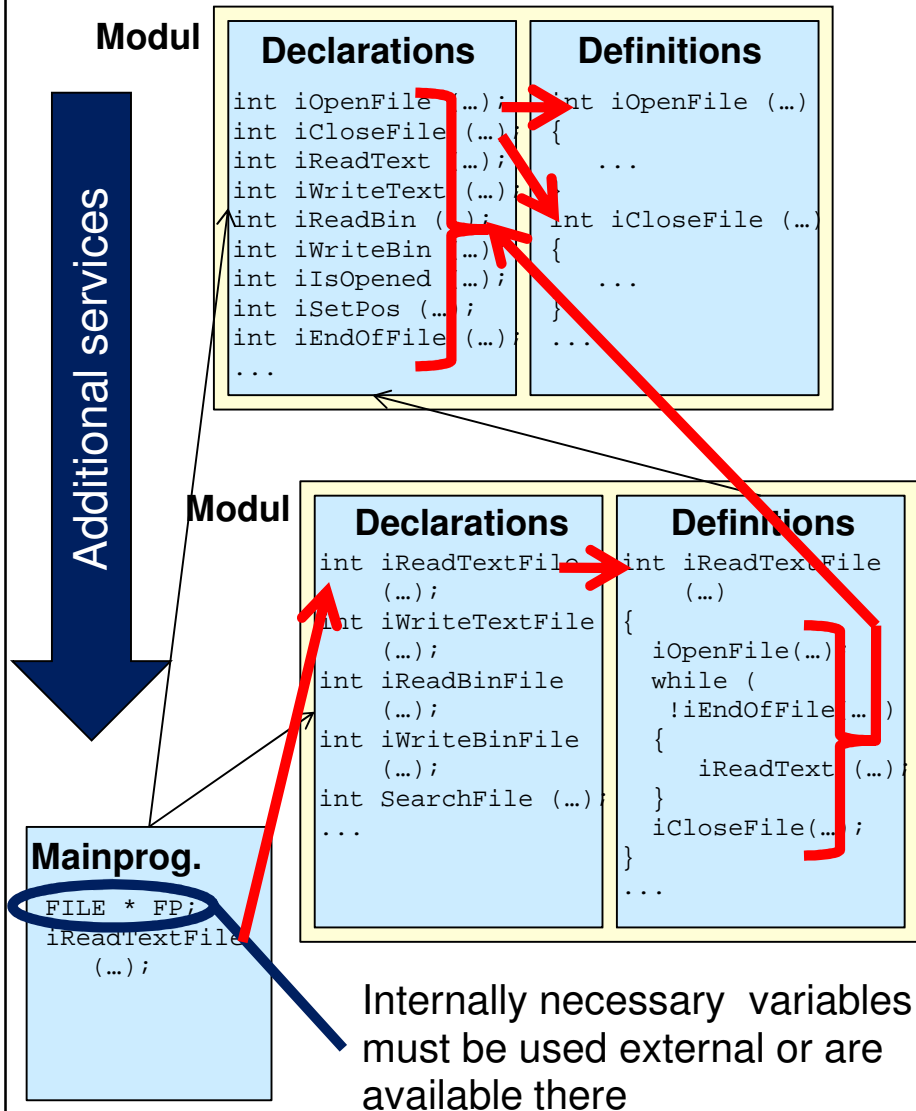 Modul
Declarations
int iOpenFile (…);
int iCloseFile (…);
int iReadText (…);
int iWriteText (…);
int iReadBin (…);
int iWriteBin (…)
int iIsOpened (…);
int iSetPos (…);
int iEndOfFile (…);
...
Definitions
int iOpenFile (…)
{
...
}
int iCloseFile (…)
{
...
}
...
Additional services
Modul
Declarations
int iReadTextFile
(…);
int iWriteTextFile
(…);
int iReadBinFile
(…);
int iWriteBinFile
(…);
int SearchFile (…);
...
Definitions
int iReadTextFile
(…)
{
iOpenFile(…);
while (
!iEndOfFile(…)
{
iReadText (…);
}
iCloseFile(…);
}
...
Mainprog.
FILE * FP;
iReadTextFile
(…);
Internally necessary variables
must be used external or are
available there